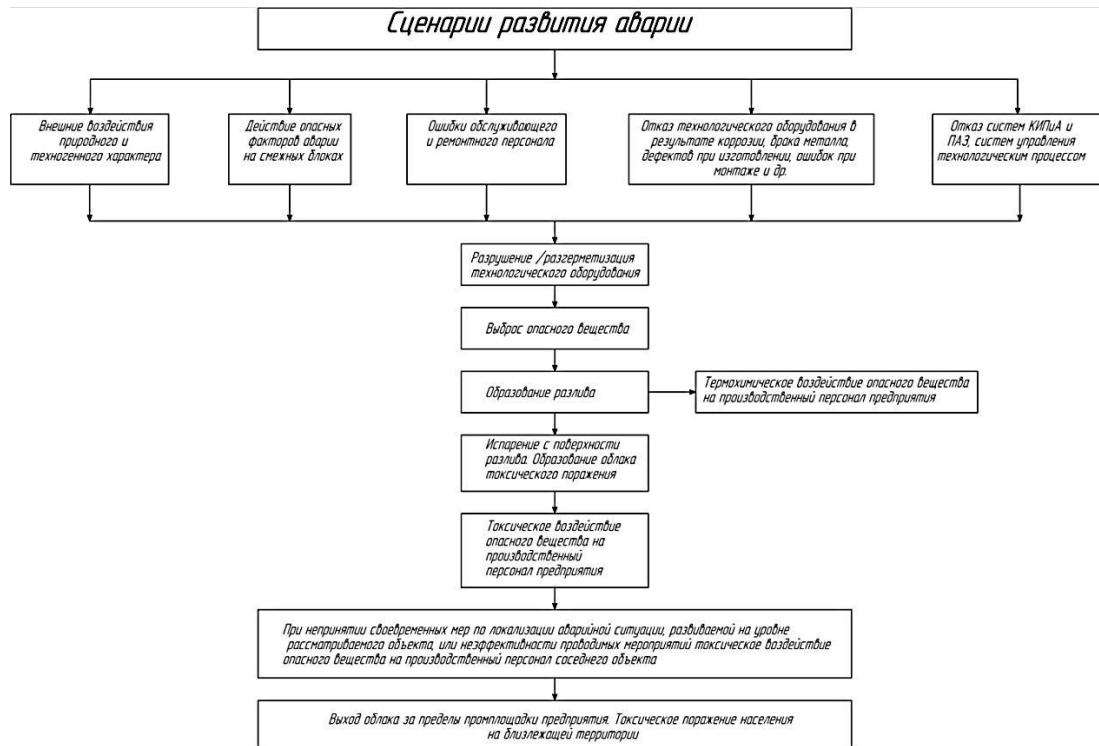 Сценарии развития аварии
Внешние воздействия
природного и
техногенного характера
Действие опасных
факторов аварии
на смежных блоках
Ошибки обслуживающего
и ремонтного персонала
Отказ технологического оборудования в
результате коррозии, брака металла,
дефектов при изготовлении, ошибок при
монтаже и др.
Отказ систем КИПиА и
ПАЗ, систем управления
технологическим процессом
Разрушение /разгерметизация
технологического оборудования
Выброс опасного вещества
Образование разлива
Термохимическое воздействие опасного вещества
на производственный персонал предприятия
Испарение с поверхности
разлива. Образование облака
токсического поражения
Токсическое воздействие
опасного вещества на
производственный
персонал предприятия
При непринятии своевременных мер по локализации аварийной ситуации, развиваемой на уровне
рассматриваемого объекта, или неэффективности проводимых мероприятий токсическое воздействие
опасного вещества на производственный персонал соседнего объекта
Выход облака за пределы промплощадки предприятия. Токсическое поражение населения
на близлежащей территории